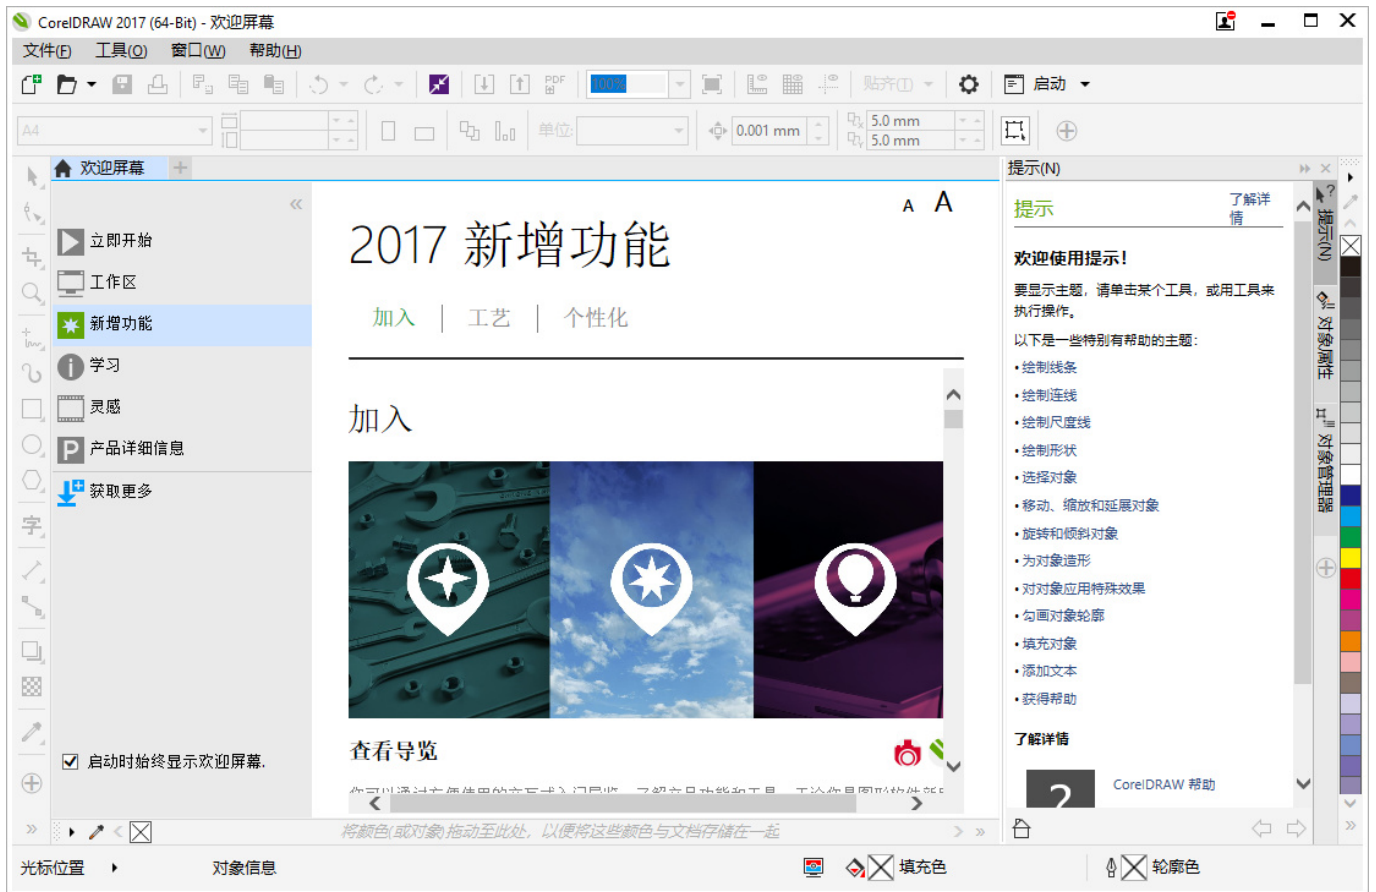 CorelDRAW 2017 (64-Bit) - 欢迎屏幕
文件(F) 工具(O) 窗口(W) 帮助(H)
PDF 100% 贴齐(T) 启动
A4 单位: 0.001 mm 5.0 mm
5.0 mm
欢迎屏幕
立即开始
工作区
新增功能
学习
灵感
产品详细信息
获取更多
启动时始终显示欢迎屏幕.
A A
2017 新增功能
加入 | 工艺 | 个性化
加入
查看导览
将颜色(或对象)拖动至此处, 以便将这些颜色与文档存储在一起
提示(N)
提示
了解详
情
欢迎使用提示!
要显示主题, 请单击某个工具, 或用工具来
执行操作。
以下是一些特别有帮助的主题:
•绘制线条
•绘制连线
•绘制尺度线
•绘制形状
•选择对象
•移动、缩放和延展对象
•旋转和倾斜对象
•为对象造形
•对对象应用特殊效果
•勾画对象轮廓
•填充对象
•添加文本
•获得帮助
了解详情
CorelDRAW 帮助
提示(N)
对象属性
对象管理器
字
光标位置 对象信息 填充色 轮廓色